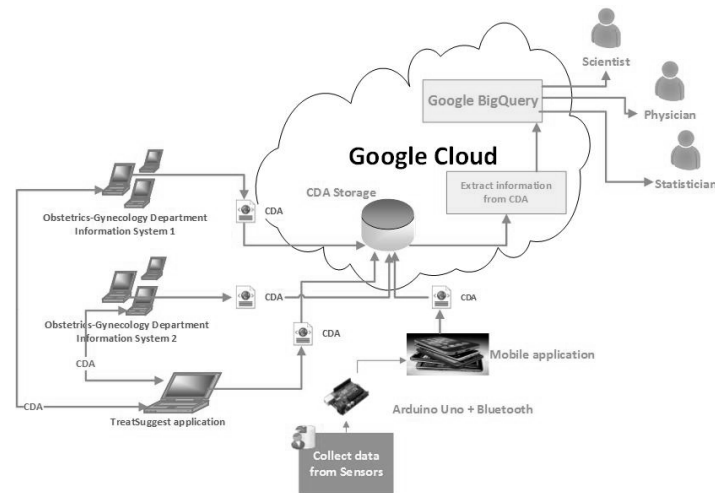 Scientist
Google BigQuery
Physician
Google Cloud
Statistician
CDA Storage
Extract information
from CDA
CDA
Obstetrics-Gynecology Department
Information System 1
CDA
CDA
Obstetrics-Gynecology Department
Information System 2
CDA
CDA
Mobile application
TreatSuggest application
Arduino Uno + Bluetooth
Collect data
from Sensors